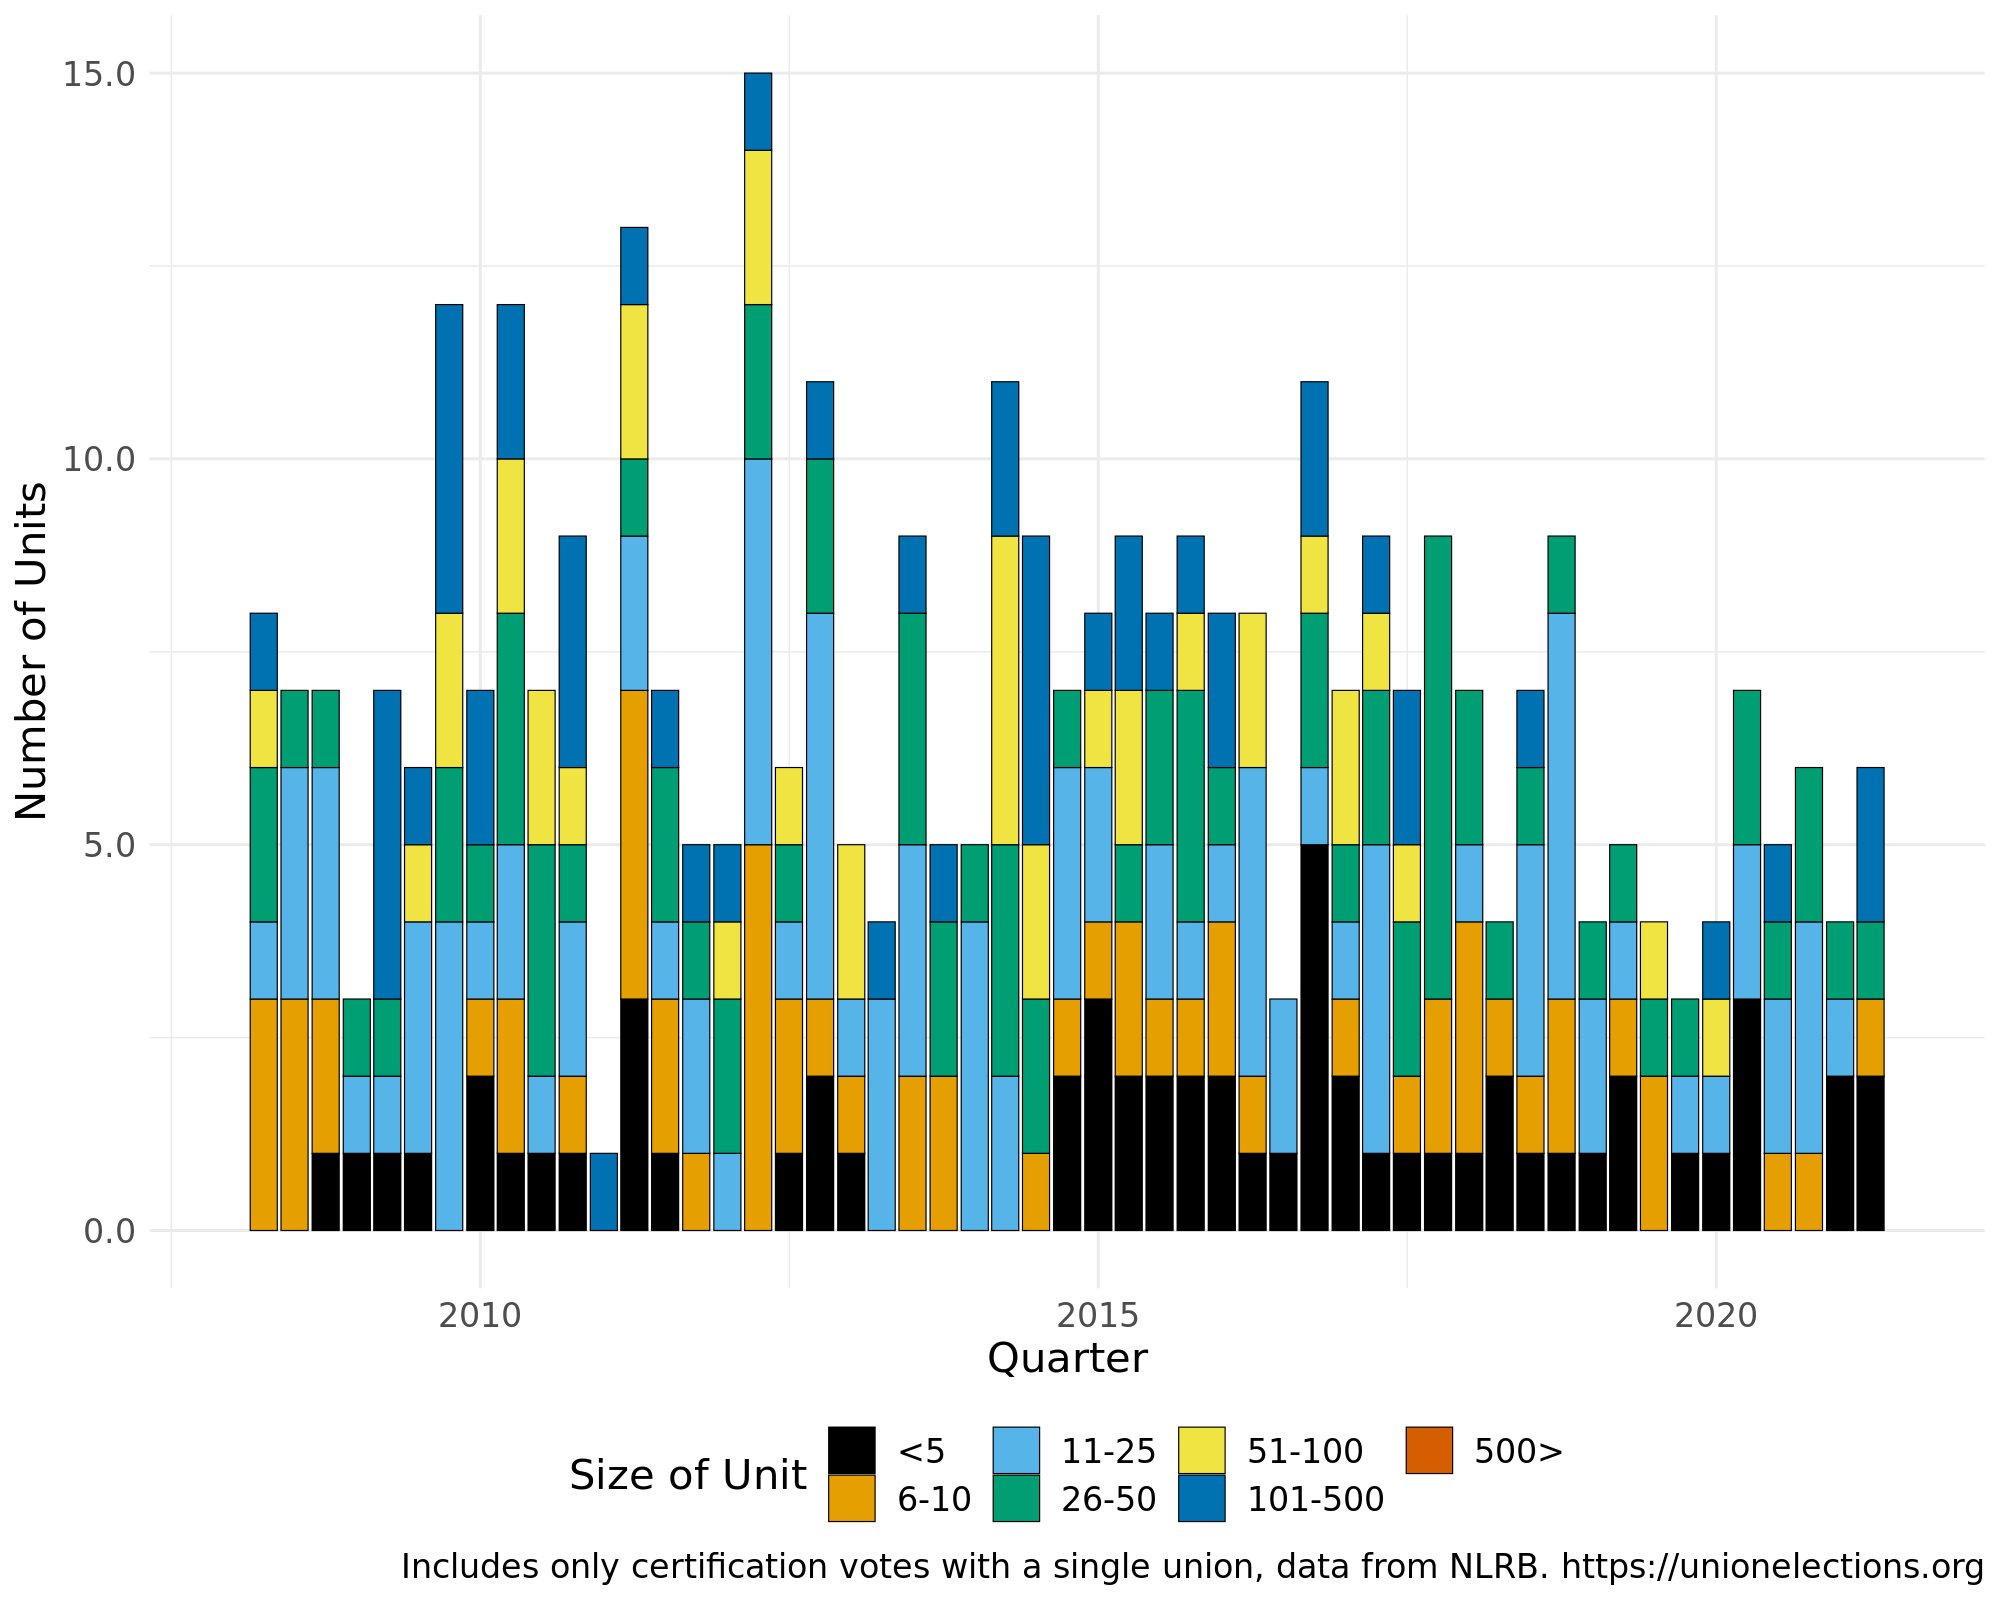 15.0
10.0
5.0
0.0
Number of Units
2010 2015 2020
Quarter
Size of Unit
<5 11-25 51-100 500>
6-10 26-50 101-500
Includes only certification votes with a single union, data from NLRB. https://unionelections.org